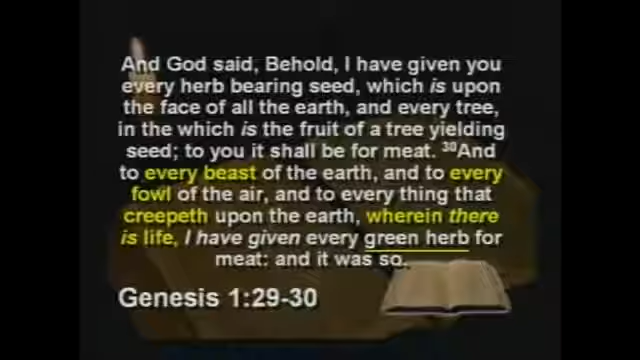 And God said, Behold, I have given you
every herb bearing seed, which is upon
the face of all the earth, and every tree,
in the which is the fruit of a tree yielding
seed; to you it shall be for meat. ³⁰And
to every beast of the earth, and to every
fowl of the air, and to every thing that
creepeth upon the earth, wherein there
is life, I have given every green herb for
meat: and it was so.
Genesis 1:29-30